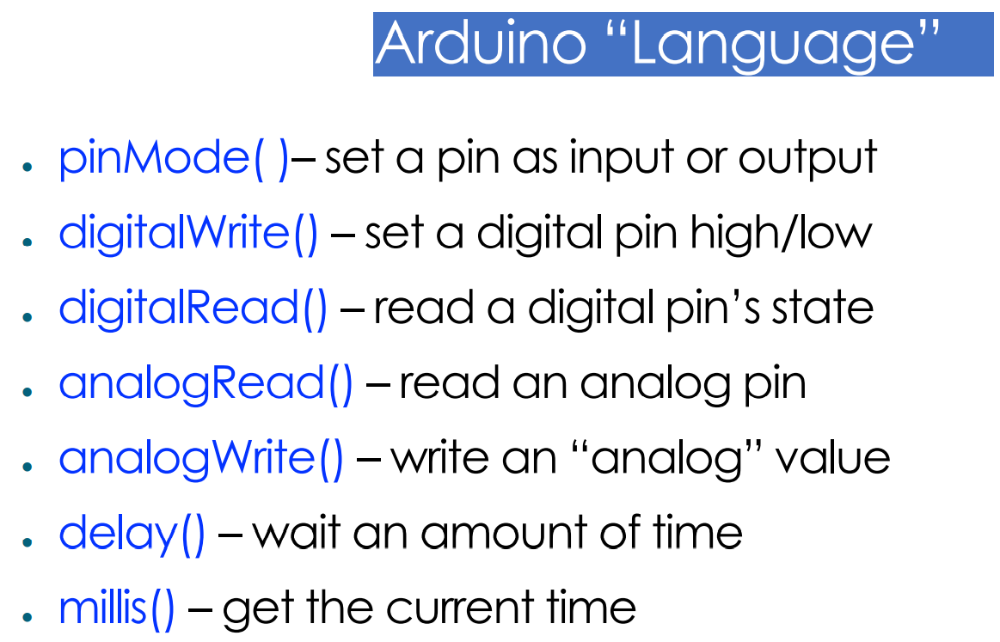 Arduino “Language”
• pinMode( )– set a pin as input or output
• digitalWrite() – set a digital pin high/low
• digitalRead() – read a digital pin’s state
• analogRead() – read an analog pin
• analogWrite() – write an “analog” value
• delay() – wait an amount of time
• millis() – get the current time